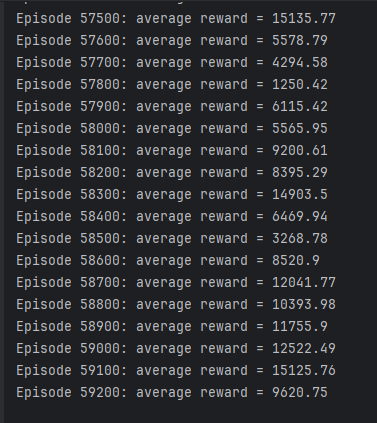 Episode 57500: average reward = 15135.77
Episode 57600: average reward = 5578.79
Episode 57700: average reward = 4294.58
Episode 57800: average reward = 1250.42
Episode 57900: average reward = 6115.42
Episode 58000: average reward = 5565.95
Episode 58100: average reward = 9200.61
Episode 58200: average reward = 8395.29
Episode 58300: average reward = 14903.5
Episode 58400: average reward = 6469.94
Episode 58500: average reward = 3268.78
Episode 58600: average reward = 8520.9
Episode 58700: average reward = 12041.77
Episode 58800: average reward = 10393.98
Episode 58900: average reward = 11755.9
Episode 59000: average reward = 12522.49
Episode 59100: average reward = 15125.76
Episode 59200: average reward = 9620.75